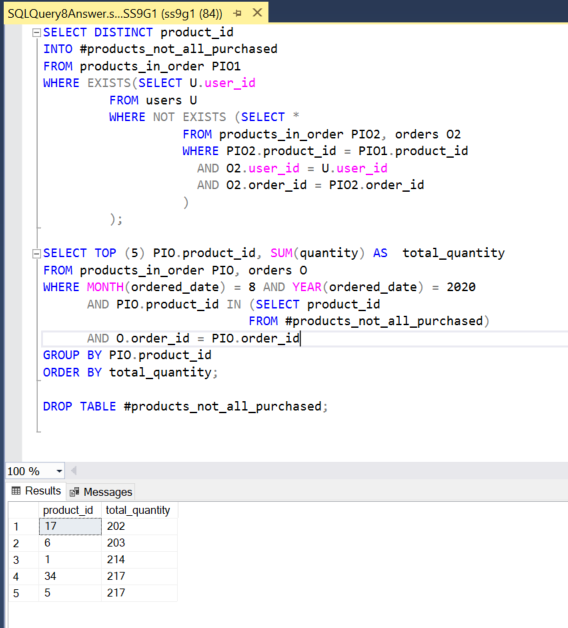 SQLQuery8Answer.s...SS9G1 (ss9g1 (84))
SELECT DISTINCT product_id
INTO #products_not_all_purchased
FROM products_in_order PIO1
WHERE EXISTS(SELECT U.user_id
FROM users U
WHERE NOT EXISTS (SELECT *
FROM products_in_order PIO2, orders O2
WHERE PIO2.product_id = PIO1.product_id
AND O2.user_id = U.user_id
AND O2.order_id = PIO2.order_id
)
);
SELECT TOP (5) PIO.product_id, SUM(quantity) AS  total_quantity
FROM products_in_order PIO, orders O
WHERE MONTH(ordered_date) = 8 AND YEAR(ordered_date) = 2020
AND PIO.product_id IN (SELECT product_id
FROM #products_not_all_purchased)
AND O.order_id = PIO.order_id
GROUP BY PIO.product_id
ORDER BY total_quantity;
DROP TABLE #products_not_all_purchased;
100 %
Results Messages
product_id total_quantity
1 17 202
2 6 203
3 1 214
4 34 217
5 5 217